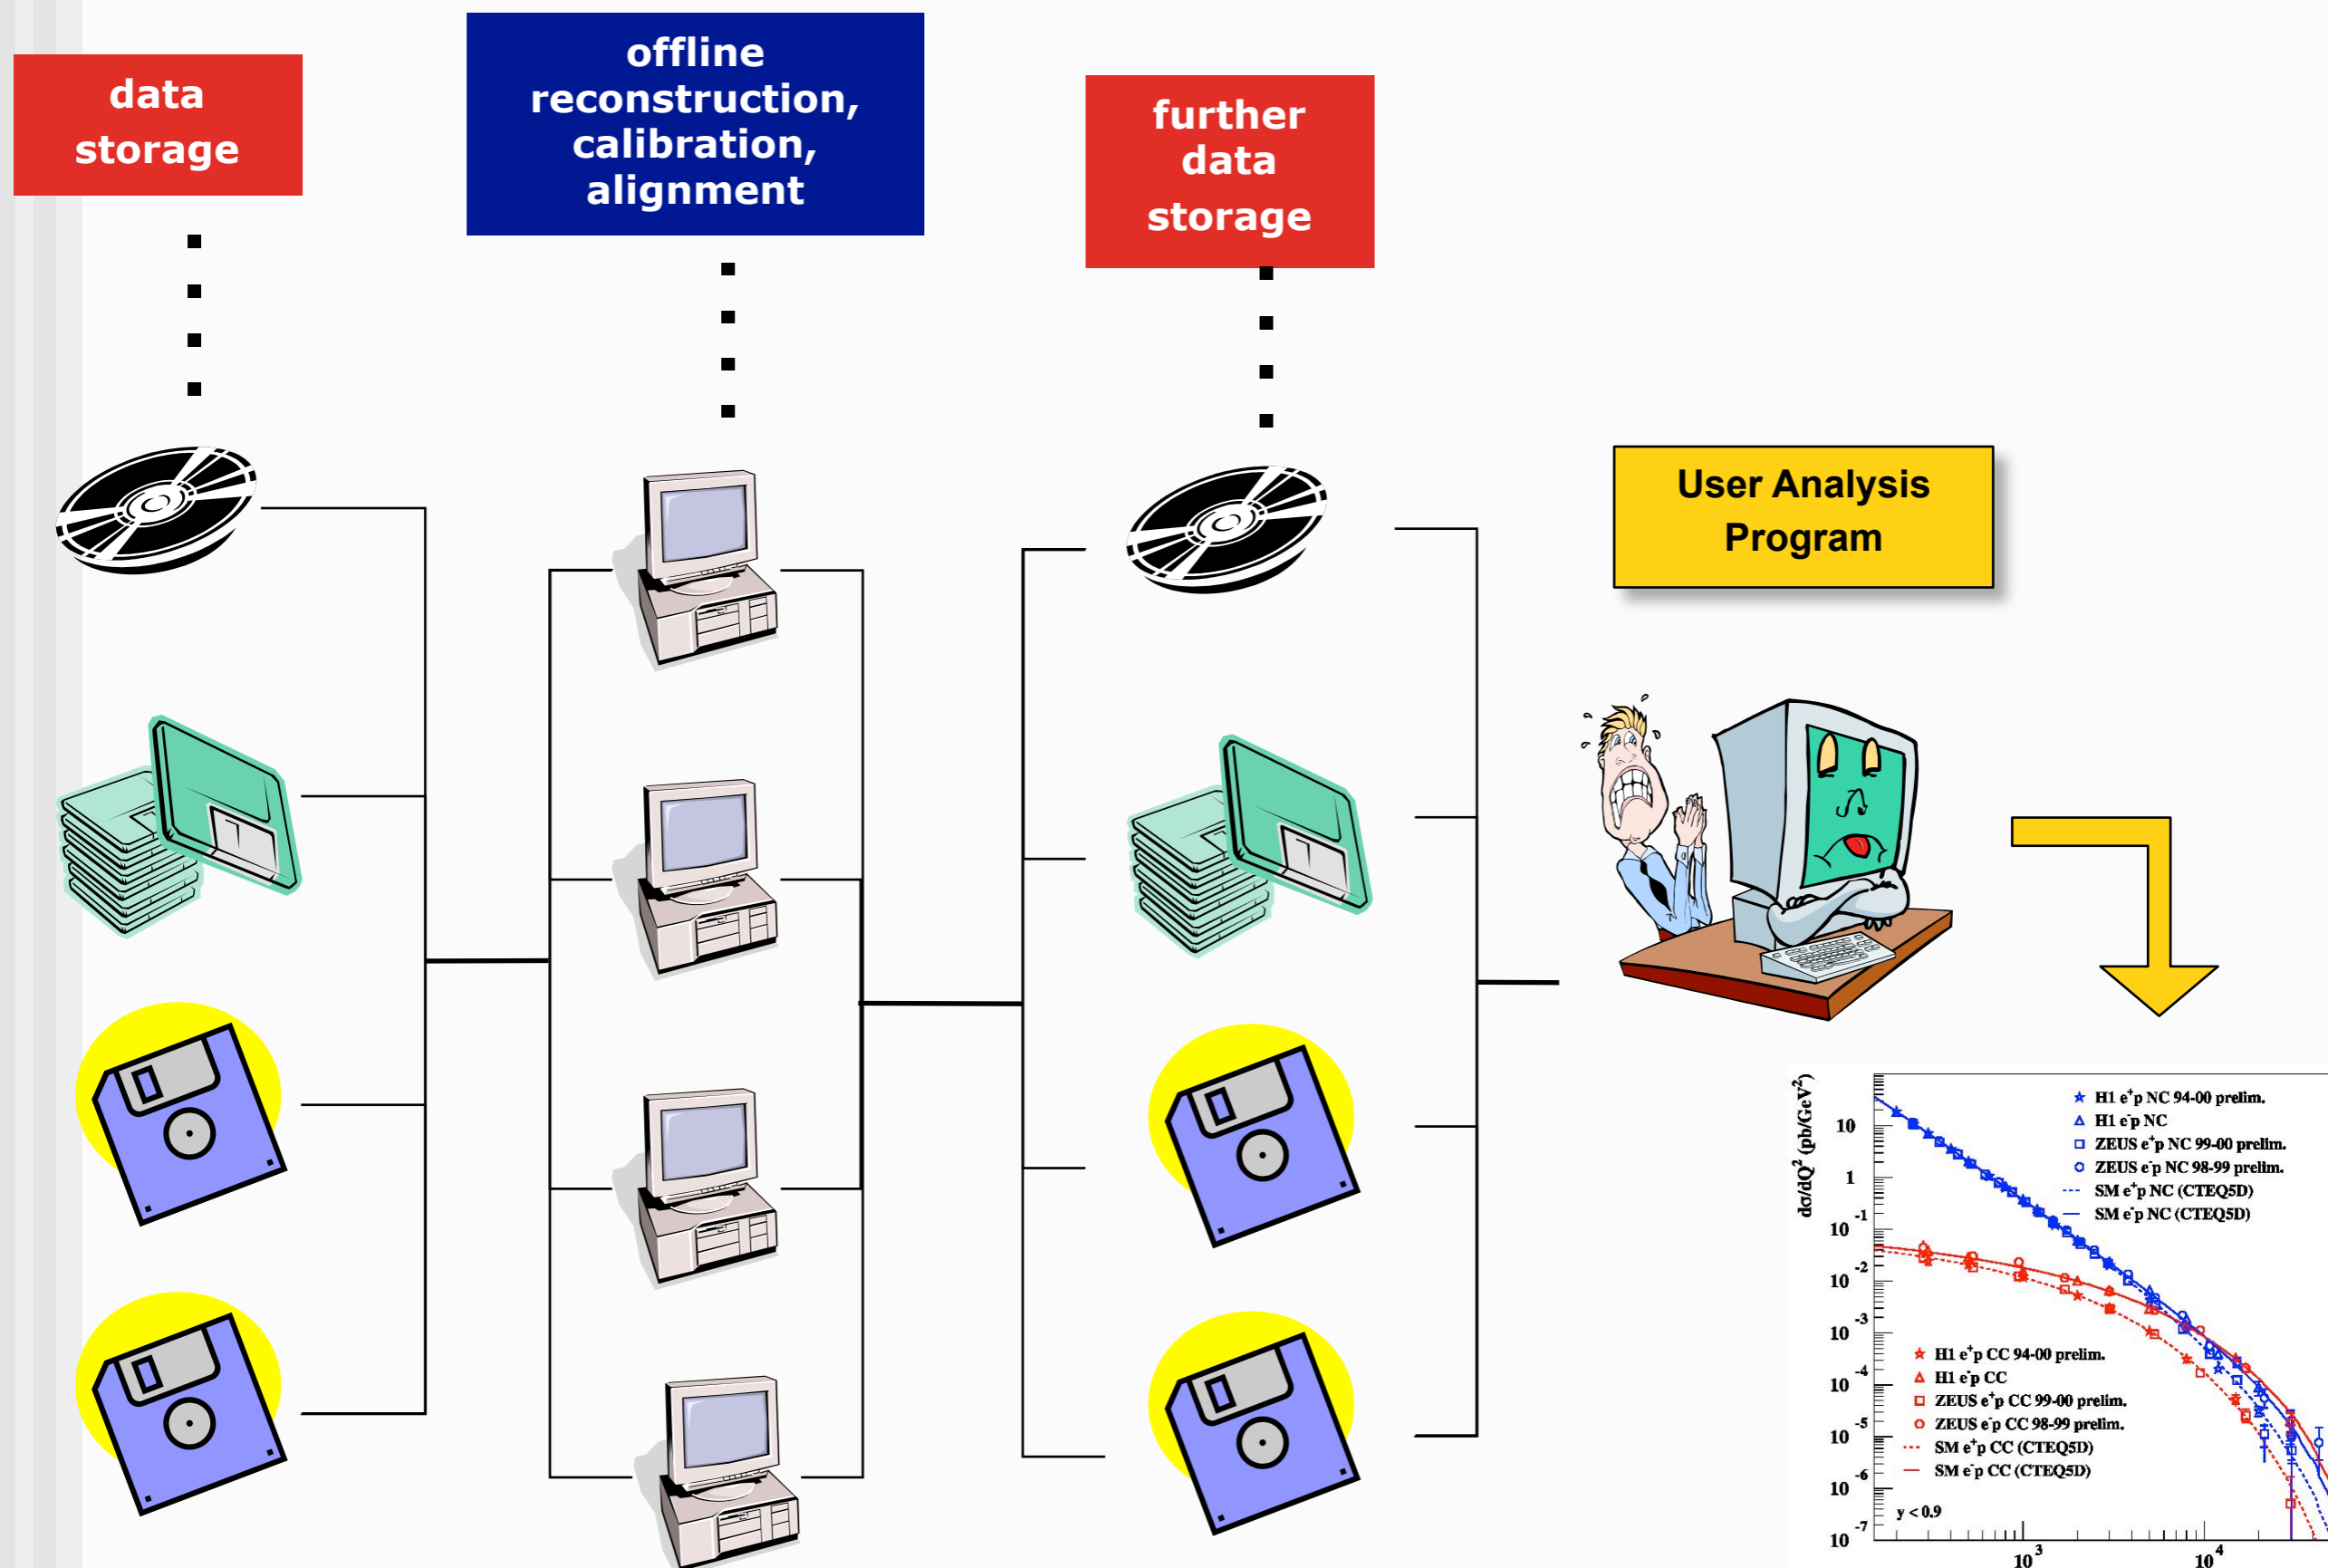 data
storage
offline
reconstruction,
calibration,
alignment
further
data
storage
User Analysis
Program
dσ/dQ² (pb/GeV²)
H1 e⁺p NC 94-00 prelim.
H1 e⁻p NC
ZEUS e⁺p NC 99-00 prelim.
ZEUS e⁻p NC 98-99 prelim.
SM e⁺p NC (CTEQ5D)
SM e⁻p NC (CTEQ5D)
H1 e⁺p CC 94-00 prelim.
H1 e⁻p CC
ZEUS e⁺p CC 99-00 prelim.
ZEUS e⁻p CC 98-99 prelim.
SM e⁺p CC (CTEQ5D)
SM e⁻p CC (CTEQ5D)
y < 0.9
10
1
10⁻¹
10⁻²
10⁻³
10⁻⁴
10⁻⁵
10⁻⁶
10⁻⁷
10³ 10⁴